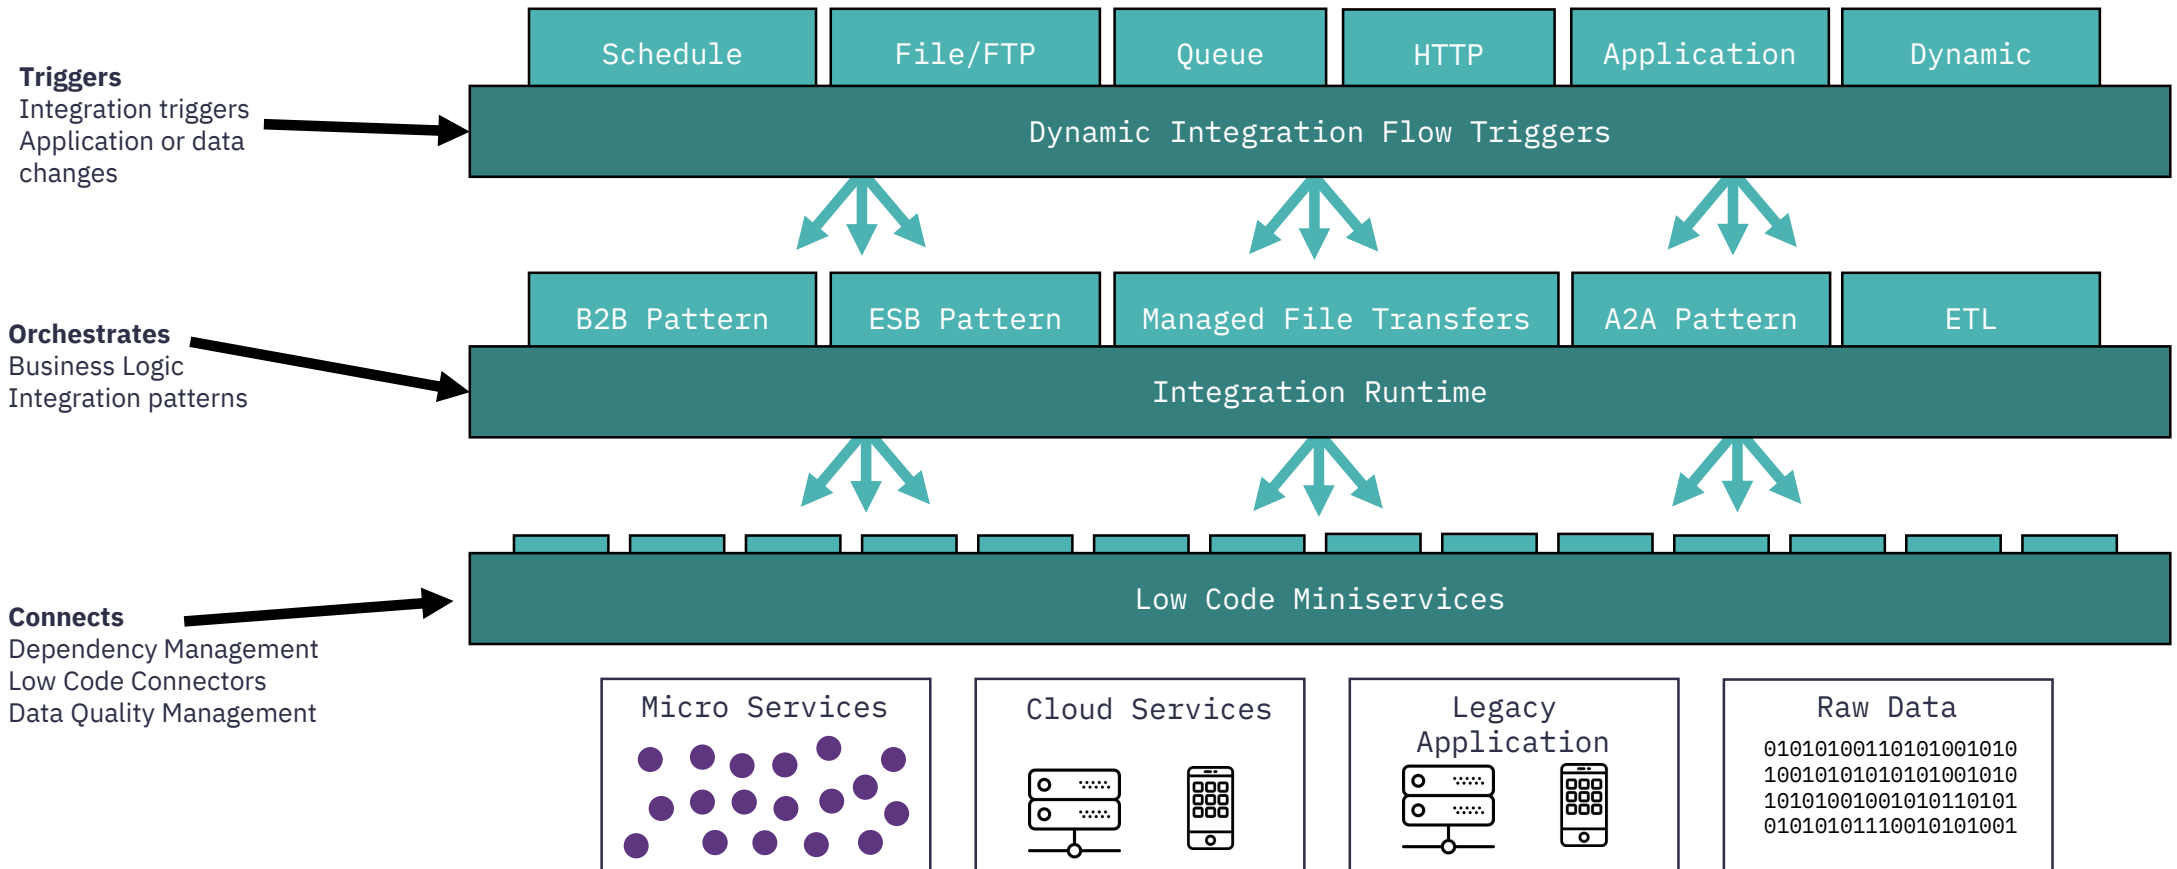 Schedule
File/FTP
Queue
HTTP
Application
Dynamic
Triggers
Integration triggers
Application or data
changes
Dynamic Integration Flow Triggers
B2B Pattern
ESB Pattern
Managed File Transfers
A2A Pattern
ETL
Orchestrates
Business Logic
Integration patterns
Integration Runtime
Low Code Miniservices
Connects
Dependency Management
Low Code Connectors
Data Quality Management
Micro Services
Cloud Services
Legacy
Application
Raw Data
01010100110101001010
10010101010101001010
10101001001010110101
01010101110010101001